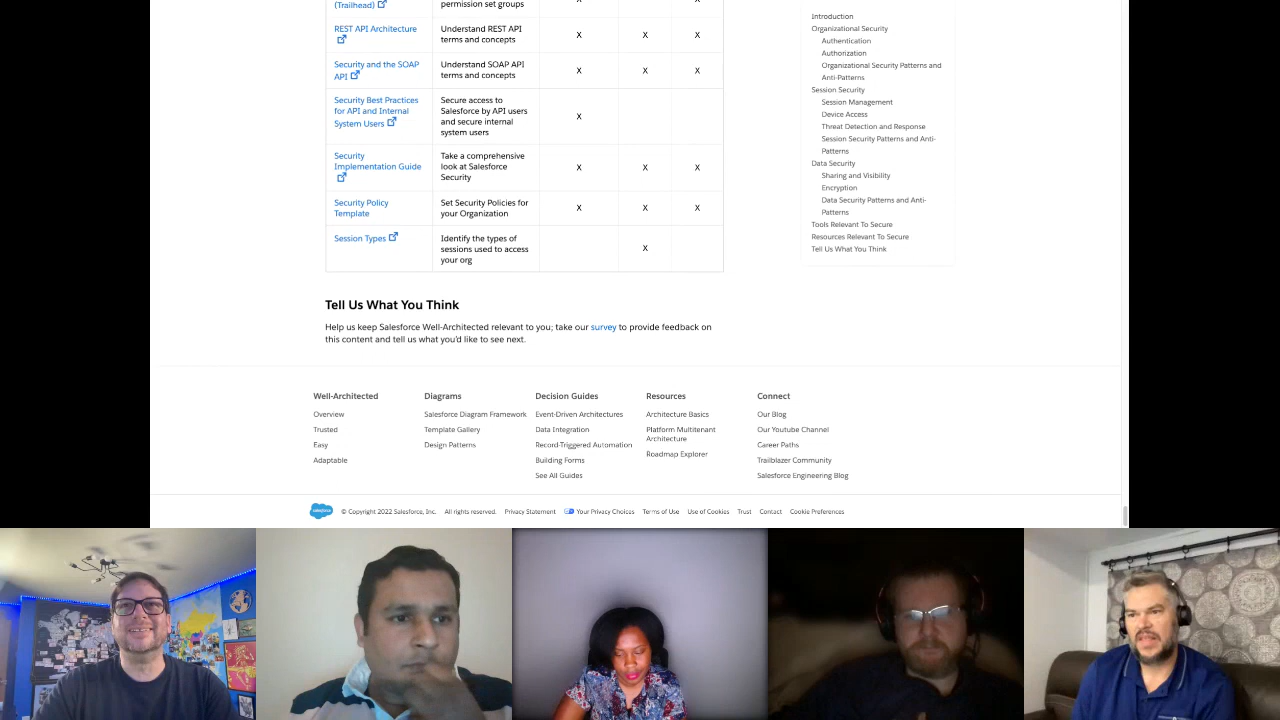 (Trailhead)
permission set groups
X X
REST API Architecture
Understand REST API
terms and concepts
X X X
Security and the SOAP
API
Understand SOAP API
terms and concepts
X X X
Security Best Practices
for API and Internal
System Users
Secure access to
Salesforce by API users
and secure internal
system users
X
Security
Implementation Guide
Take a comprehensive
look at Salesforce
Security
X X X
Security Policy
Template
Set Security Policies for
your Organization
X X X
Session Types
Identify the types of
sessions used to access
your org
X
Tell Us What You Think
Help us keep Salesforce Well-Architected relevant to you; take our survey to provide feedback on
this content and tell us what you'd like to see next.
Introduction
Organizational Security
Authentication
Authorization
Organizational Security Patterns and
Anti-Patterns
Session Security
Session Management
Device Access
Threat Detection and Response
Session Security Patterns and Anti-
Patterns
Data Security
Sharing and Visibility
Encryption
Data Security Patterns and Anti-
Patterns
Tools Relevant To Secure
Resources Relevant To Secure
Tell Us What You Think
Well-Architected
Overview
Trusted
Easy
Adaptable
Diagrams
Salesforce Diagram Framework
Template Gallery
Design Patterns
Decision Guides
Event-Driven Architectures
Data Integration
Record-Triggered Automation
Building Forms
See All Guides
Resources
Architecture Basics
Platform Multitenant
Architecture
Roadmap Explorer
Connect
Our Blog
Our Youtube Channel
Career Paths
Trailblazer Community
Salesforce Engineering Blog
© Copyright 2022 Salesforce, Inc. All rights reserved. Privacy Statement Your Privacy Choices Terms of Use Use of Cookies Trust Contact Cookie Preferences